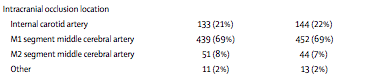 Intracranial occlusion location
Internal carotid artery 133 (21%) 144 (22%)
M1 segment middle cerebral artery 439 (69%) 452 (69%)
M2 segment middle cerebral artery 51 (8%) 44 (7%)
Other 11 (2%) 13 (2%)